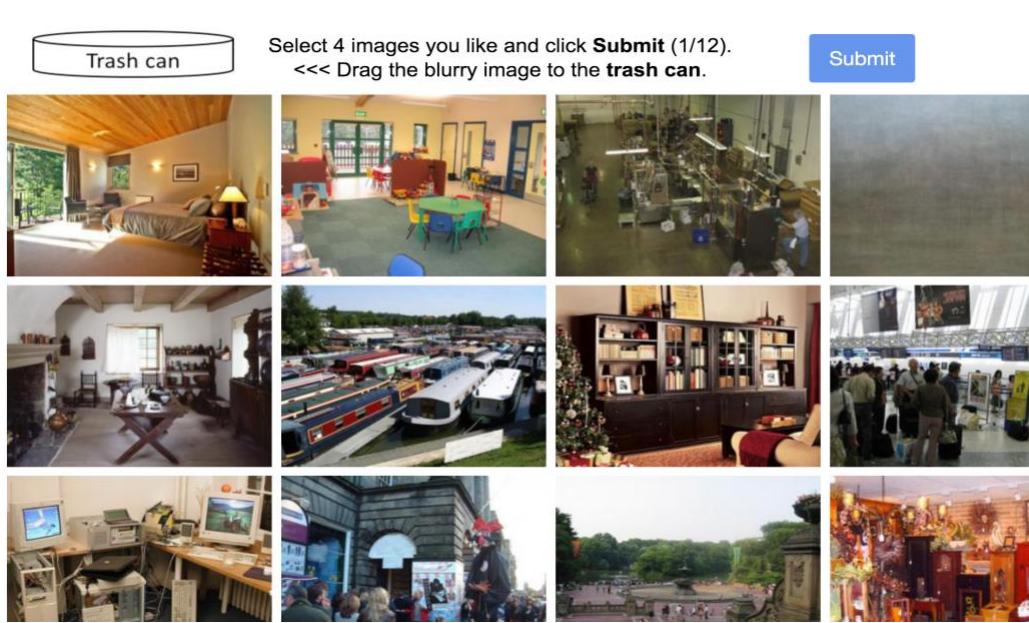 Trash can
Select 4 images you like and click Submit (1/12).
<<< Drag the blurry image to the trash can.
Submit